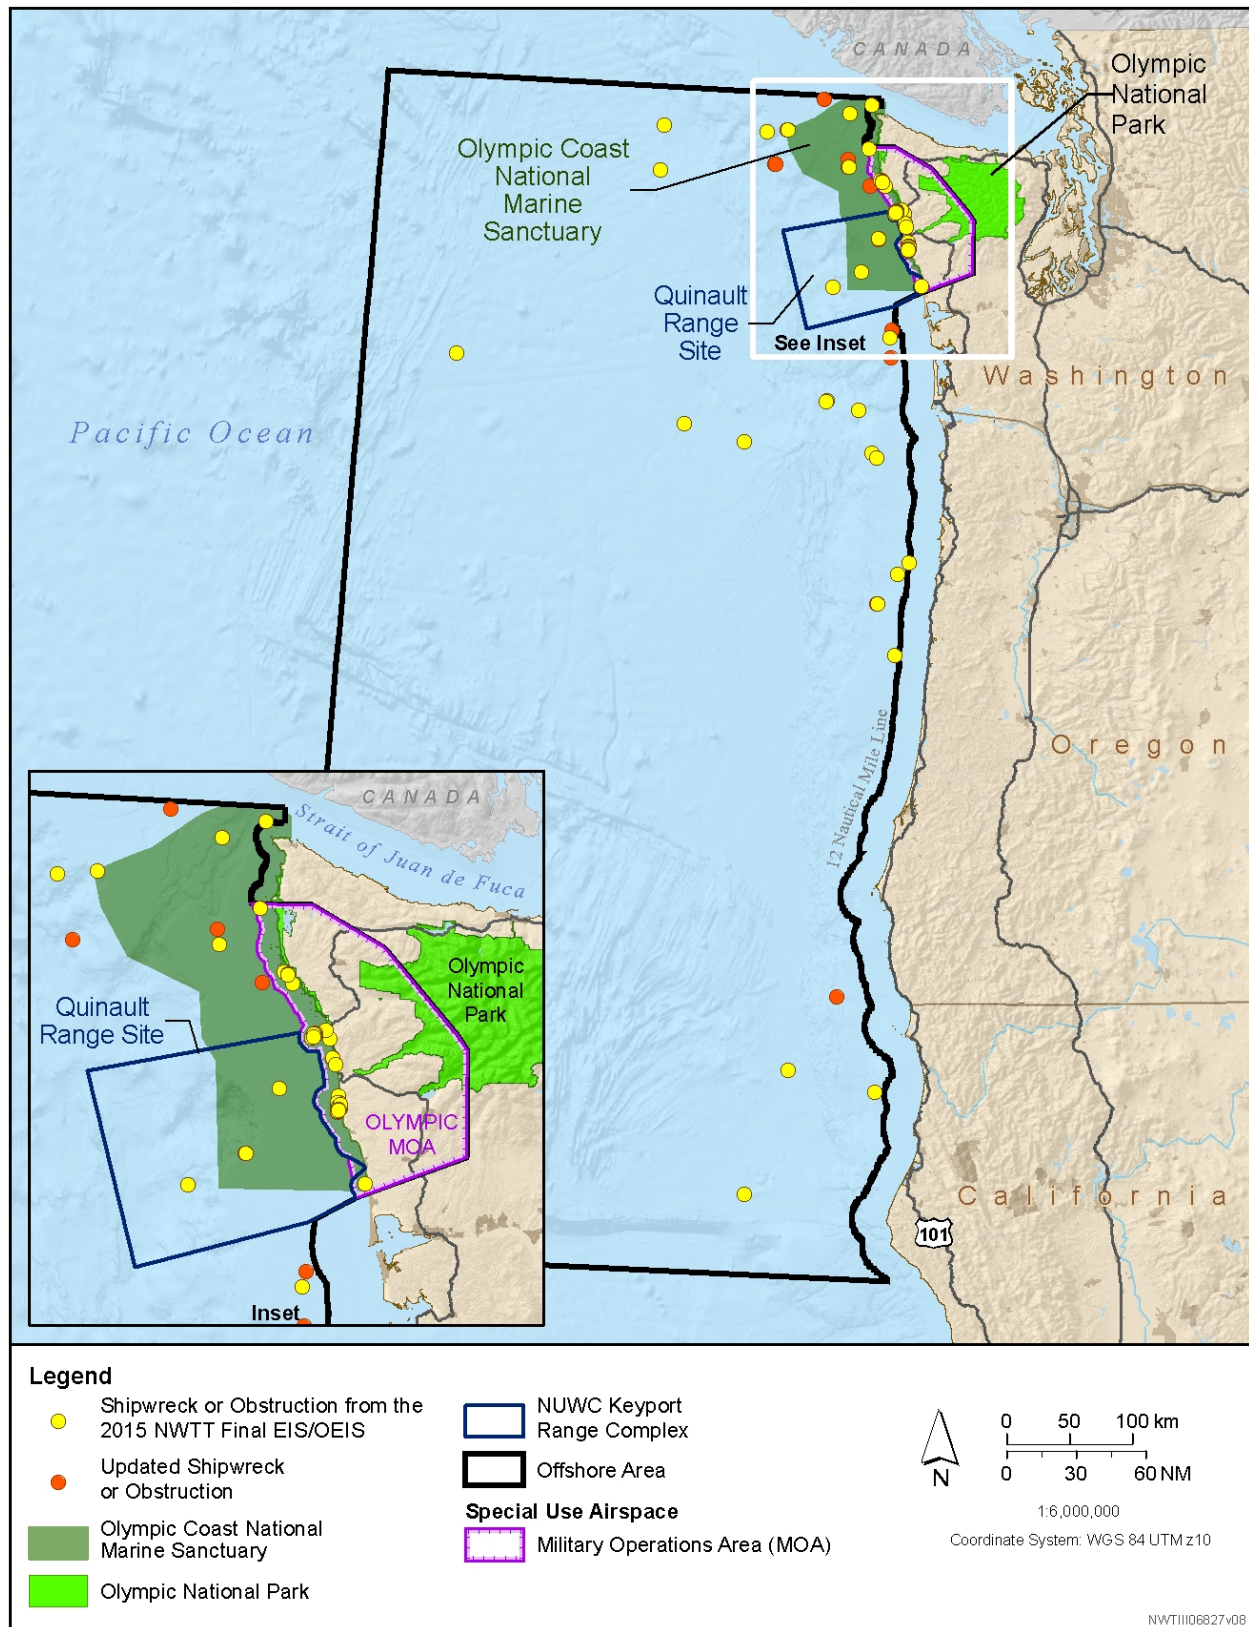 CANADA
Olympic
National
Park
Olympic Coast
National
Marine
Sanctuary
Quinault
Range
Site
See Inset
Washington
Pacific Ocean
12 Nautical Mile Line
Oregon
California
101
CANADA
Strait of Juan de Fuca
Olympic
National
Park
Quinault
Range Site
OLYMPIC
MOA
Inset
Legend
Shipwreck or Obstruction from the
2015 NWTT Final EIS/OEIS
Updated Shipwreck
or Obstruction
Olympic Coast National
Marine Sanctuary
Olympic National Park
NUWC Keyport
Range Complex
Offshore Area
Special Use Airspace
Military Operations Area (MOA)
N
0 50 100 km
0 30 60 NM
1:6,000,000
Coordinate System: WGS 84 UTM z10
NWTIII06827v08